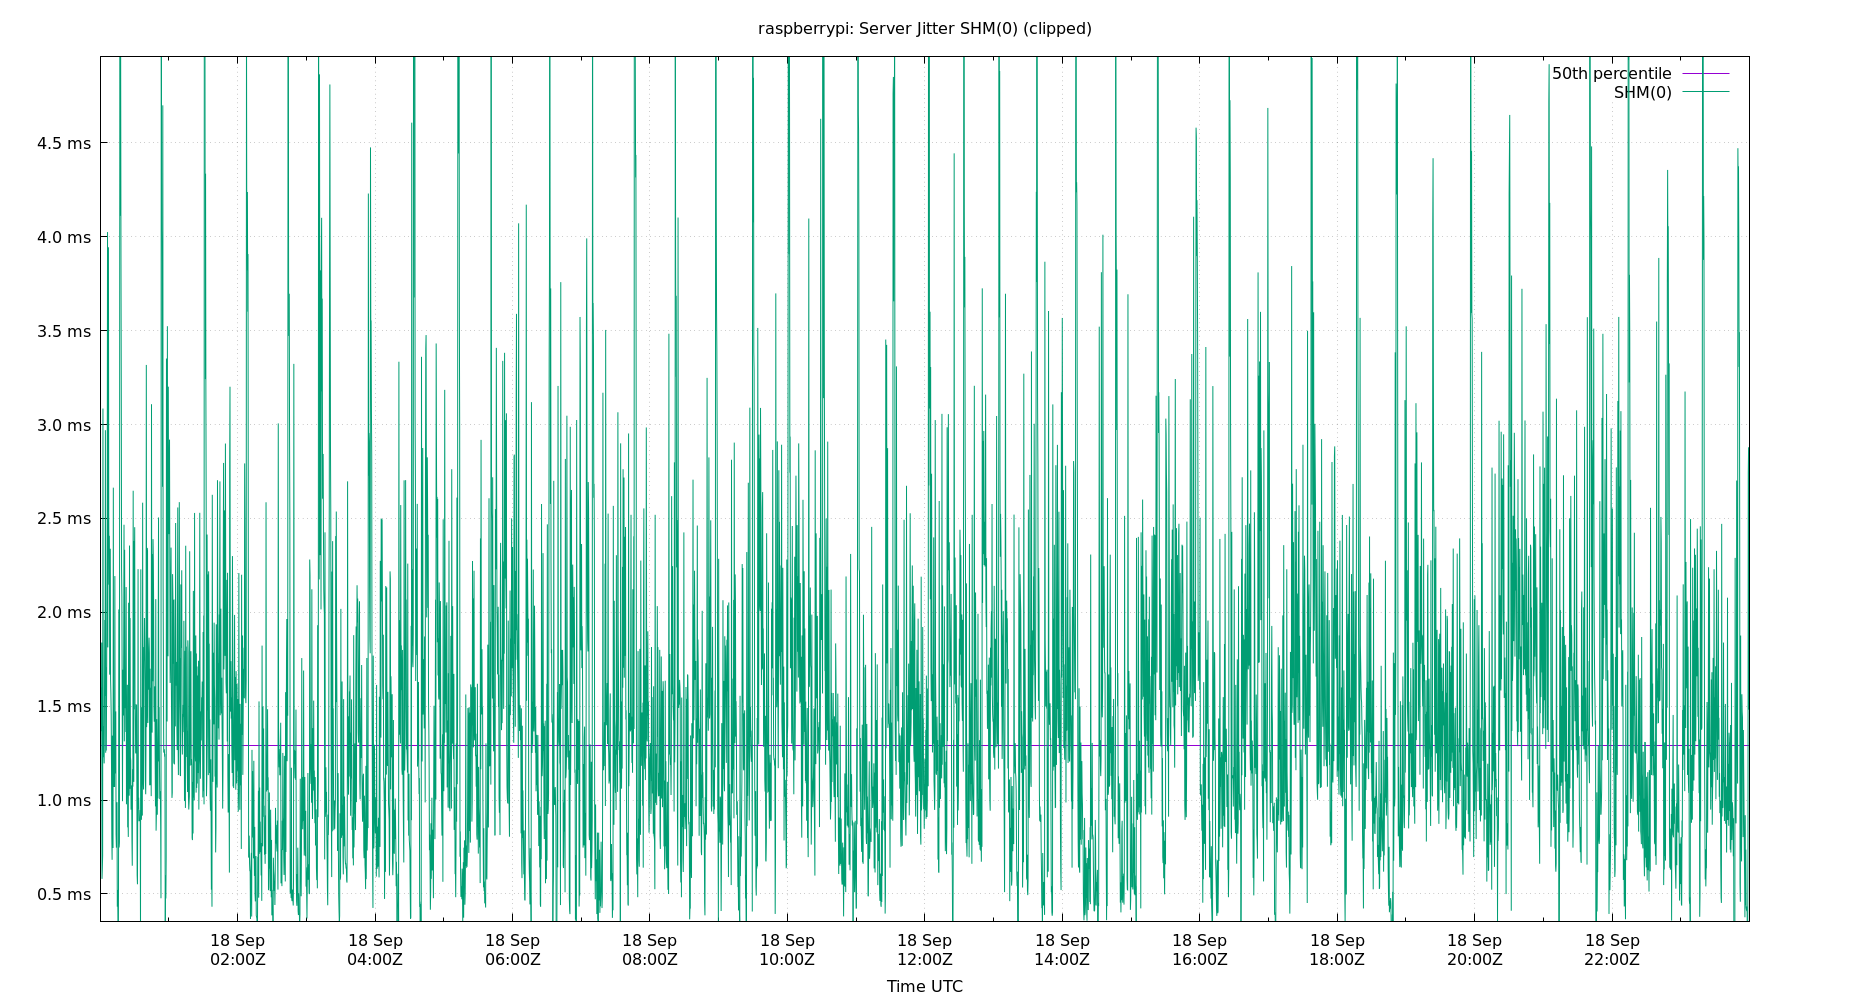 raspberrypi: Server Jitter SHM(0) (clipped)
50th percentile
SHM(0)
4.5 ms
4.0 ms
3.5 ms
3.0 ms
2.5 ms
2.0 ms
1.5 ms
1.0 ms
0.5 ms
18 Sep 18 Sep 18 Sep 18 Sep 18 Sep 18 Sep 18 Sep 18 Sep 18 Sep 18 Sep 18 Sep
02:00Z 04:00Z 06:00Z 08:00Z 10:00Z 12:00Z 14:00Z 16:00Z 18:00Z 20:00Z 22:00Z
Time UTC